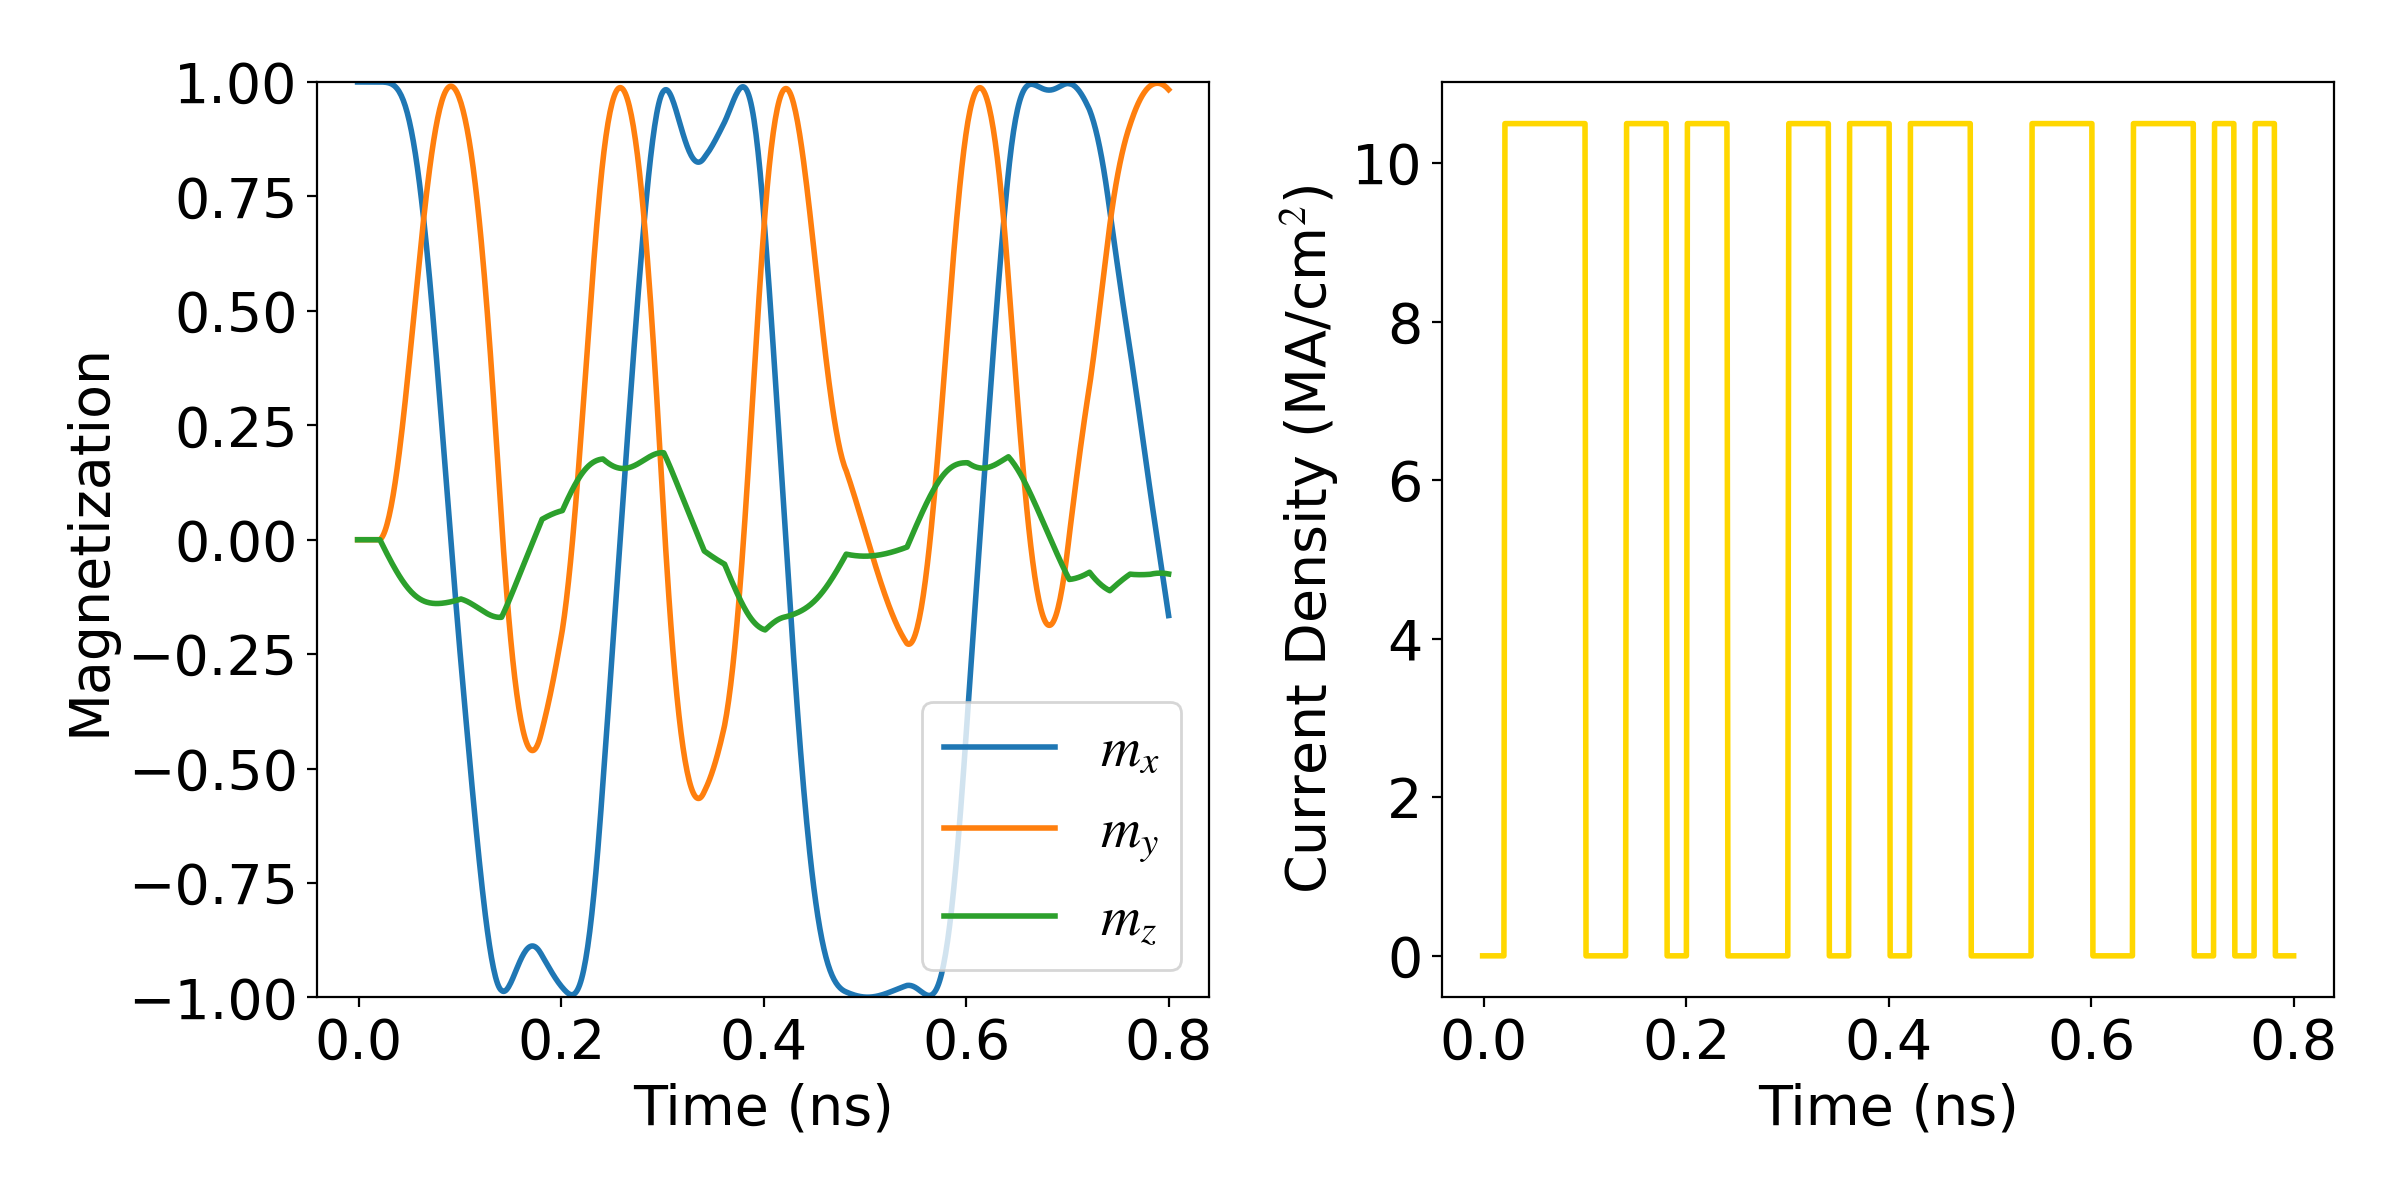 Magnetization
1.00
0.75
0.50
0.25
0.00
−0.25
−0.50
−0.75
−1.00
0.0 0.2 0.4 0.6 0.8
Time (ns)
m_x
m_y
m_z
Current Density (MA/cm²)
10
8
6
4
2
0
0.0 0.2 0.4 0.6 0.8
Time (ns)